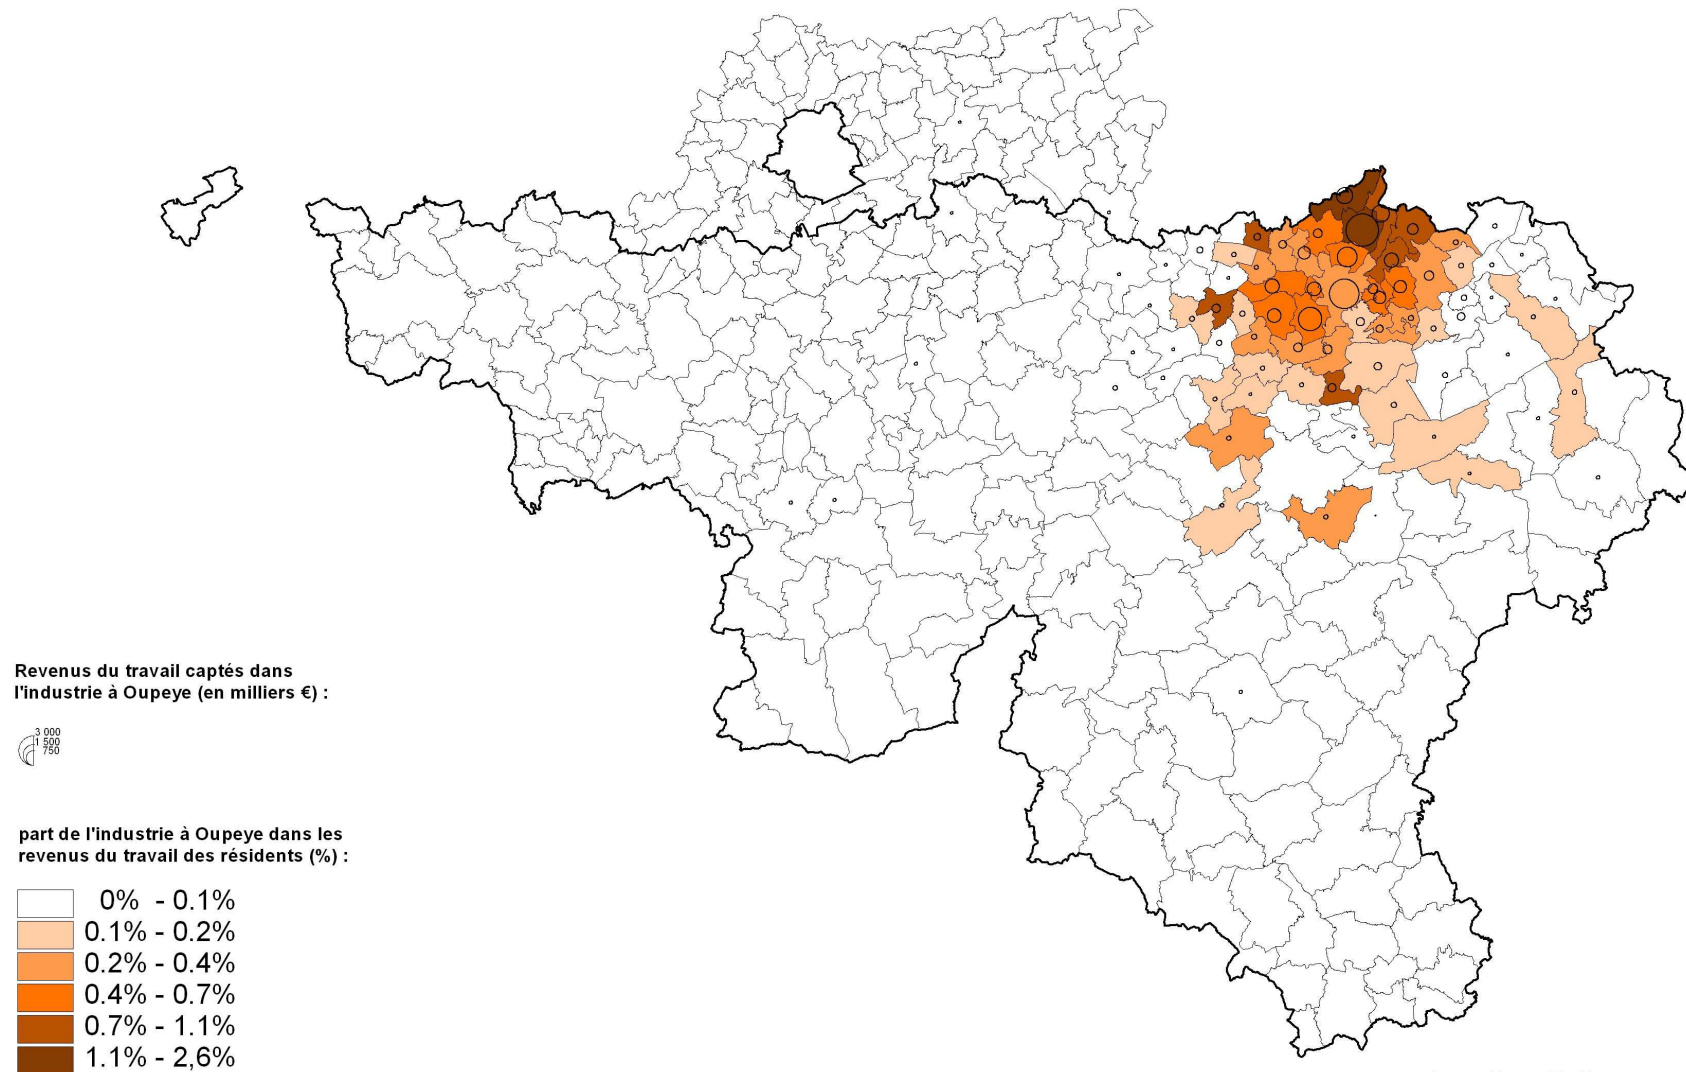 Revenus du travail captés dans
l'industrie à Oupeye (en milliers €) :
3 000
1 500
750
part de l'industrie à Oupeye dans les
revenus du travail des résidents (%) :
0% - 0.1%
0.1% - 0.2%
0.2% - 0.4%
0.4% - 0.7%
0.7% - 1.1%
1.1% - 2,6%